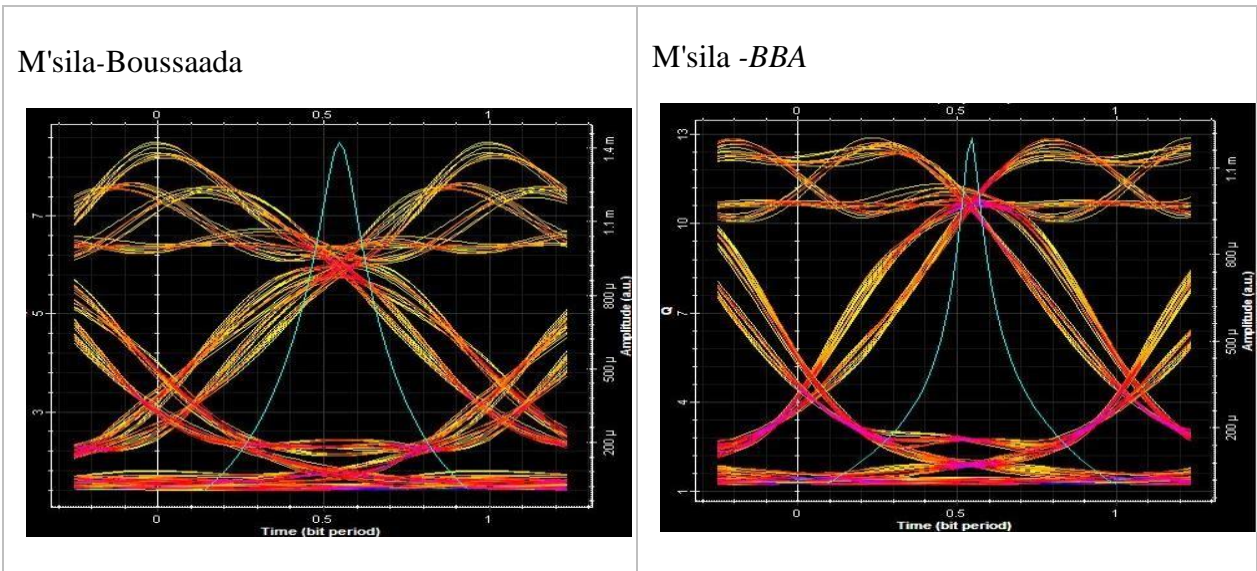 M'sila-Boussaada
0 0.5 1
7
5
3
1.4 m
1.1 m
800 µ
500 µ
200 µ
Amplitude (a.u.)
0 0.5 1
Time (bit period)
M'sila -BBA
0 0.5 1
13
10
7
4
1
Q
1.1 m
800 µ
500 µ
200 µ
Amplitude (a.u.)
0 0.5 1
Time (bit period)